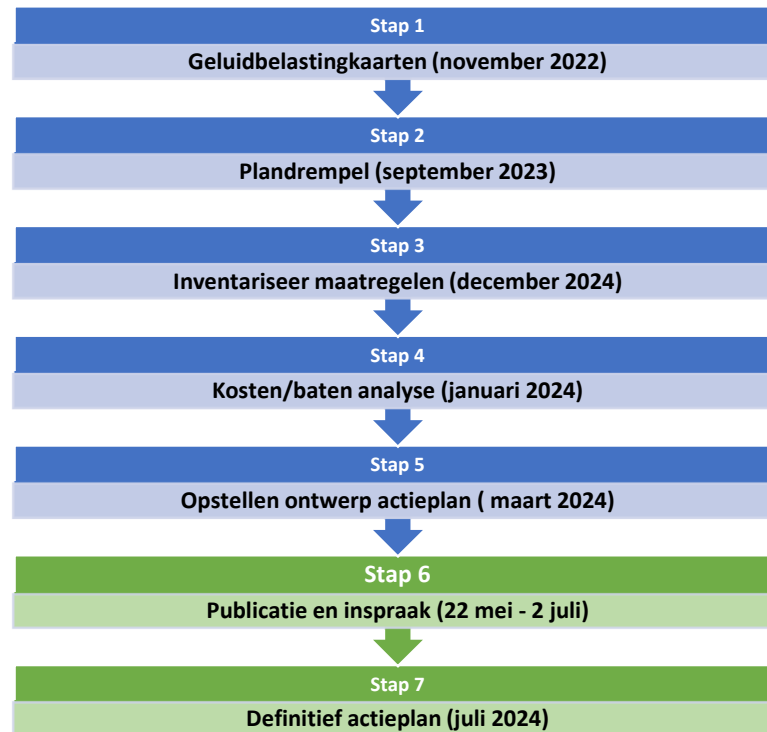 Stap 1
Geluidbelastingkaarten (november 2022)
Stap 2
Plandrempel (september 2023)
Stap 3
Inventariseer maatregelen (december 2024)
Stap 4
Kosten/baten analyse (januari 2024)
Stap 5
Opstellen ontwerp actieplan ( maart 2024)
Stap 6
Publicatie en inspraak (22 mei - 2 juli)
Stap 7
Definitief actieplan (juli 2024)